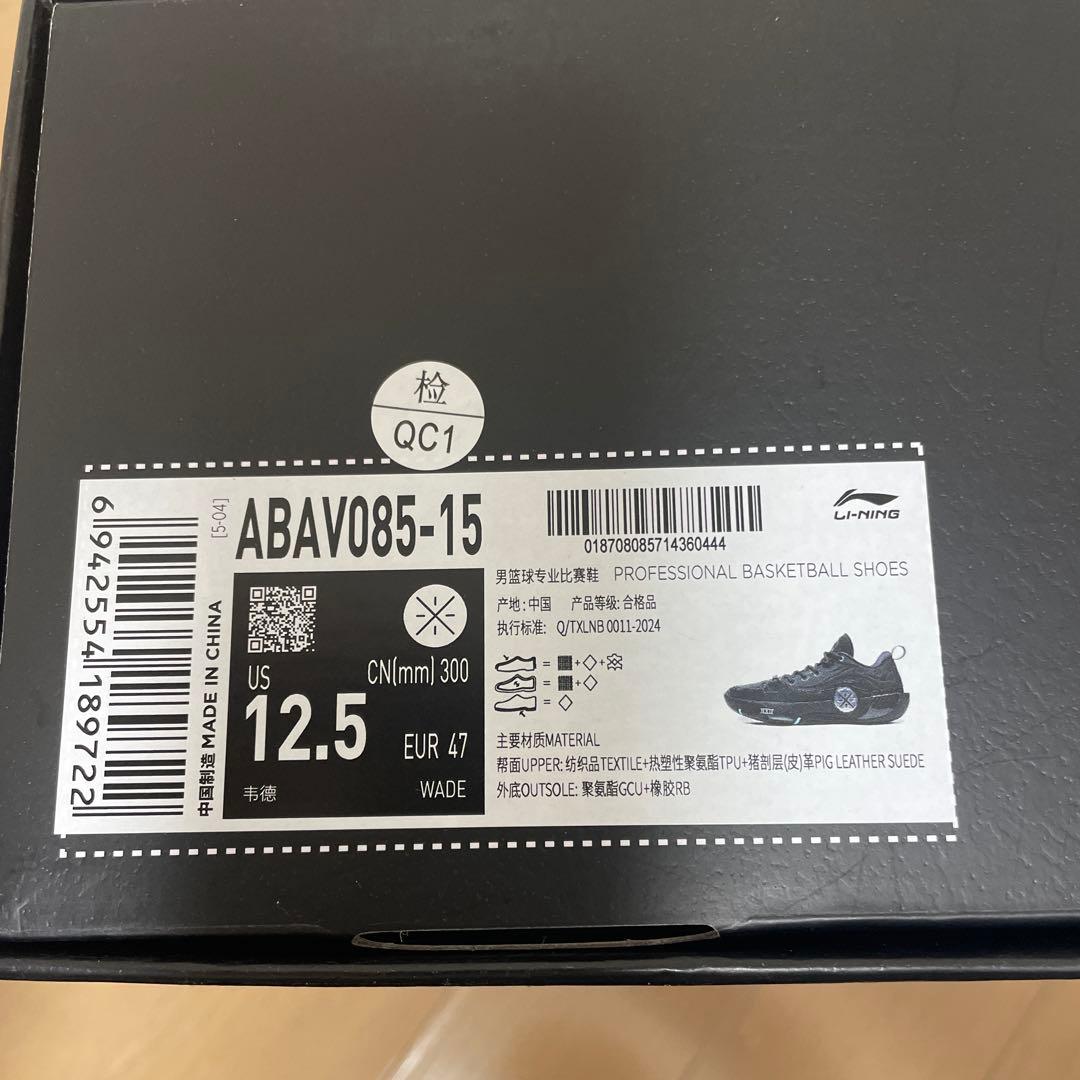 检
QC1
6 942554 189722
中国制造 MADE IN CHINA
[5-04]
ABAV085-15
US
12.5
CN(mm) 300
EUR 47
韦德
WADE
018708085714360444
LI-NING
男篮球专业比赛鞋 PROFESSIONAL BASKETBALL SHOES
产地: 中国 产品等级: 合格品
执行标准: Q/TXLNB 0011-2024
主要材质MATERIAL
帮面UPPER: 纺织品TEXTILE+热塑性聚氨酯TPU+猪剖层(皮)革PIG LEATHER SUEDE
外底OUTSOLE: 聚氨酯GCU+橡胶RB